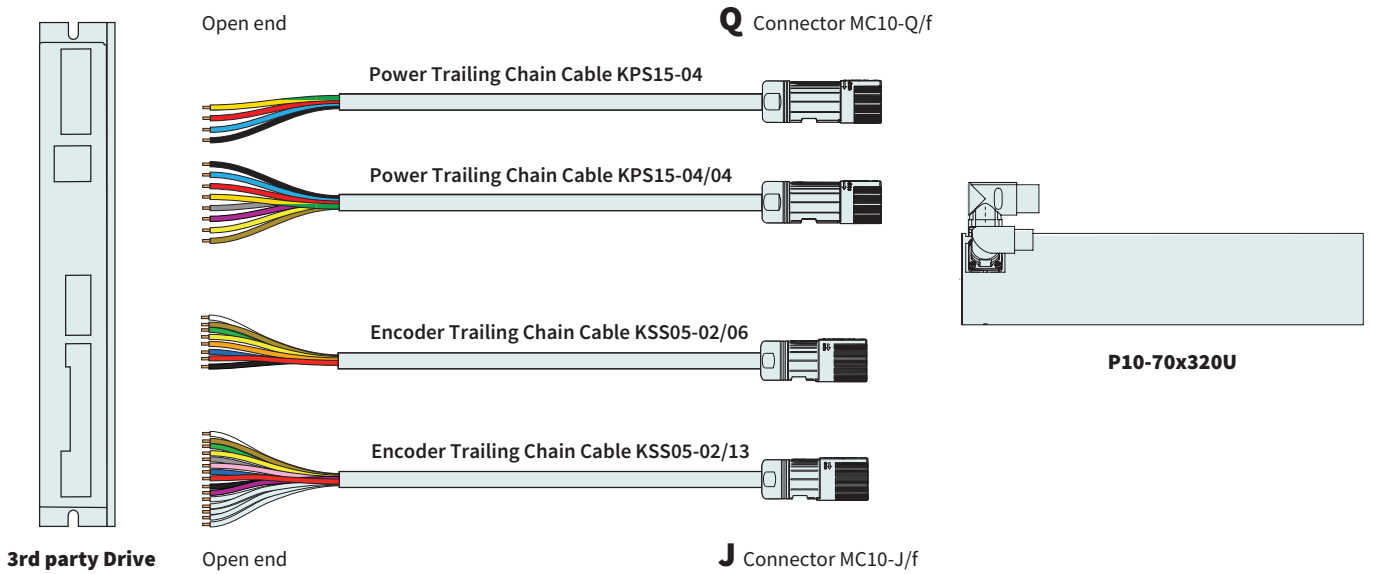 Open end
Q Connector MC10-Q/f
Power Trailing Chain Cable KPS15-04
Power Trailing Chain Cable KPS15-04/04
Encoder Trailing Chain Cable KSS05-02/06
P10-70x320U
Encoder Trailing Chain Cable KSS05-02/13
3rd party Drive
Open end
J Connector MC10-J/f